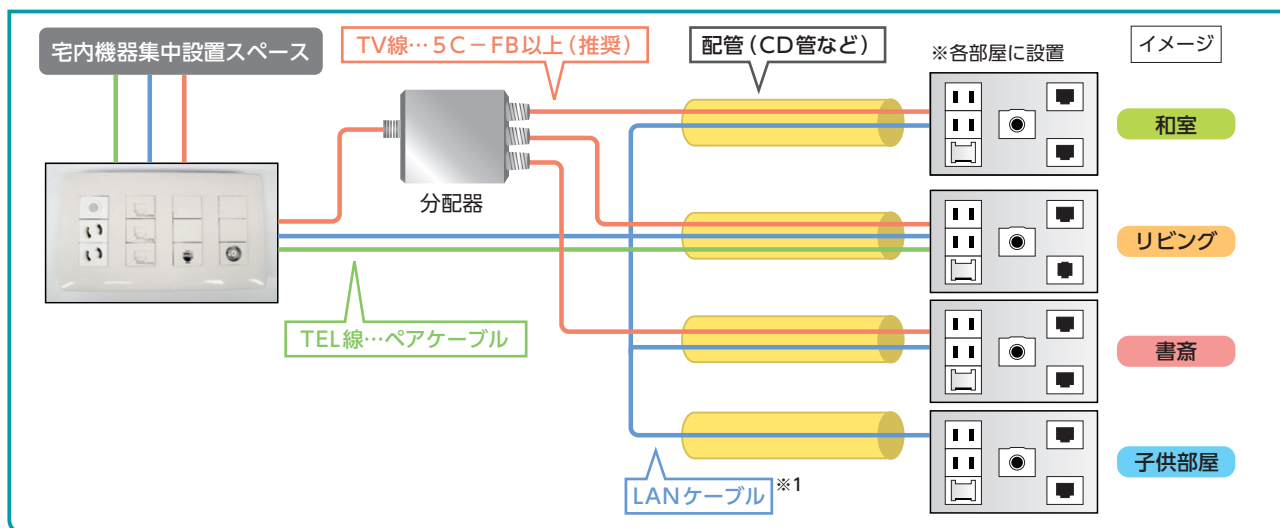 宅内機器集中設置スペース
TV線…5C-FB以上(推奨)
配管(CD管など)
※各部屋に設置
イメージ
和室
分配器
リビング
TEL線…ペアケーブル
書斎
子供部屋
LANケーブル※1